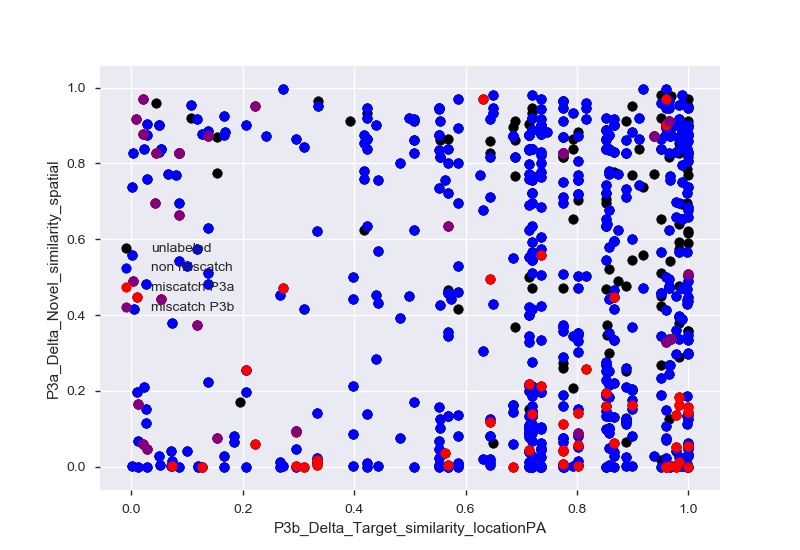 1.0
0.8
0.6
0.4
0.2
0.0
P3a_Delta_Novel_similarity_spatial
unlabeled
non miscatch
miscatch P3a
miscatch P3b
0.0 0.2 0.4 0.6 0.8 1.0
P3b_Delta_Target_similarity_locationPA